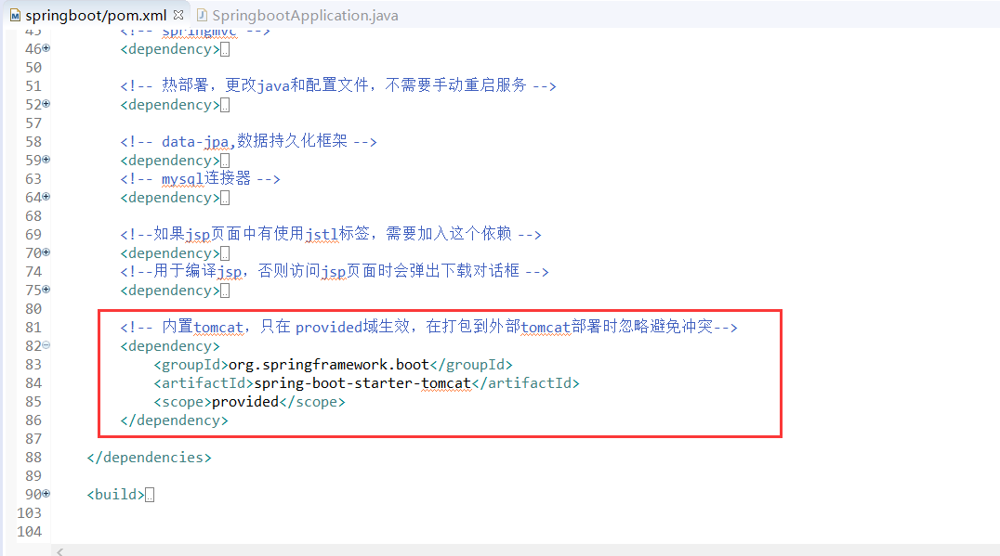 springboot/pom.xml SpringbootApplication.java
45 <!-- springmvc -->
46 <dependency>
50
51 <!-- 热部署，更改java和配置文件，不需要手动重启服务 -->
52 <dependency>
57
58 <!-- data-jpa,数据持久化框架 -->
59 <dependency>
63 <!-- mysql连接器 -->
64 <dependency>
68
69 <!--如果jsp页面中有使用jstl标签，需要加入这个依赖 -->
70 <dependency>
74 <!--用于编译jsp，否则访问jsp页面时会弹出下载对话框 -->
75 <dependency>
80
81 <!-- 内置tomcat，只在 provided域生效，在打包到外部tomcat部署时忽略避免冲突-->
82 <dependency>
83 <groupId>org.springframework.boot</groupId>
84 <artifactId>spring-boot-starter-tomcat</artifactId>
85 <scope>provided</scope>
86 </dependency>
87
88 </dependencies>
89
90 <build>
103
104